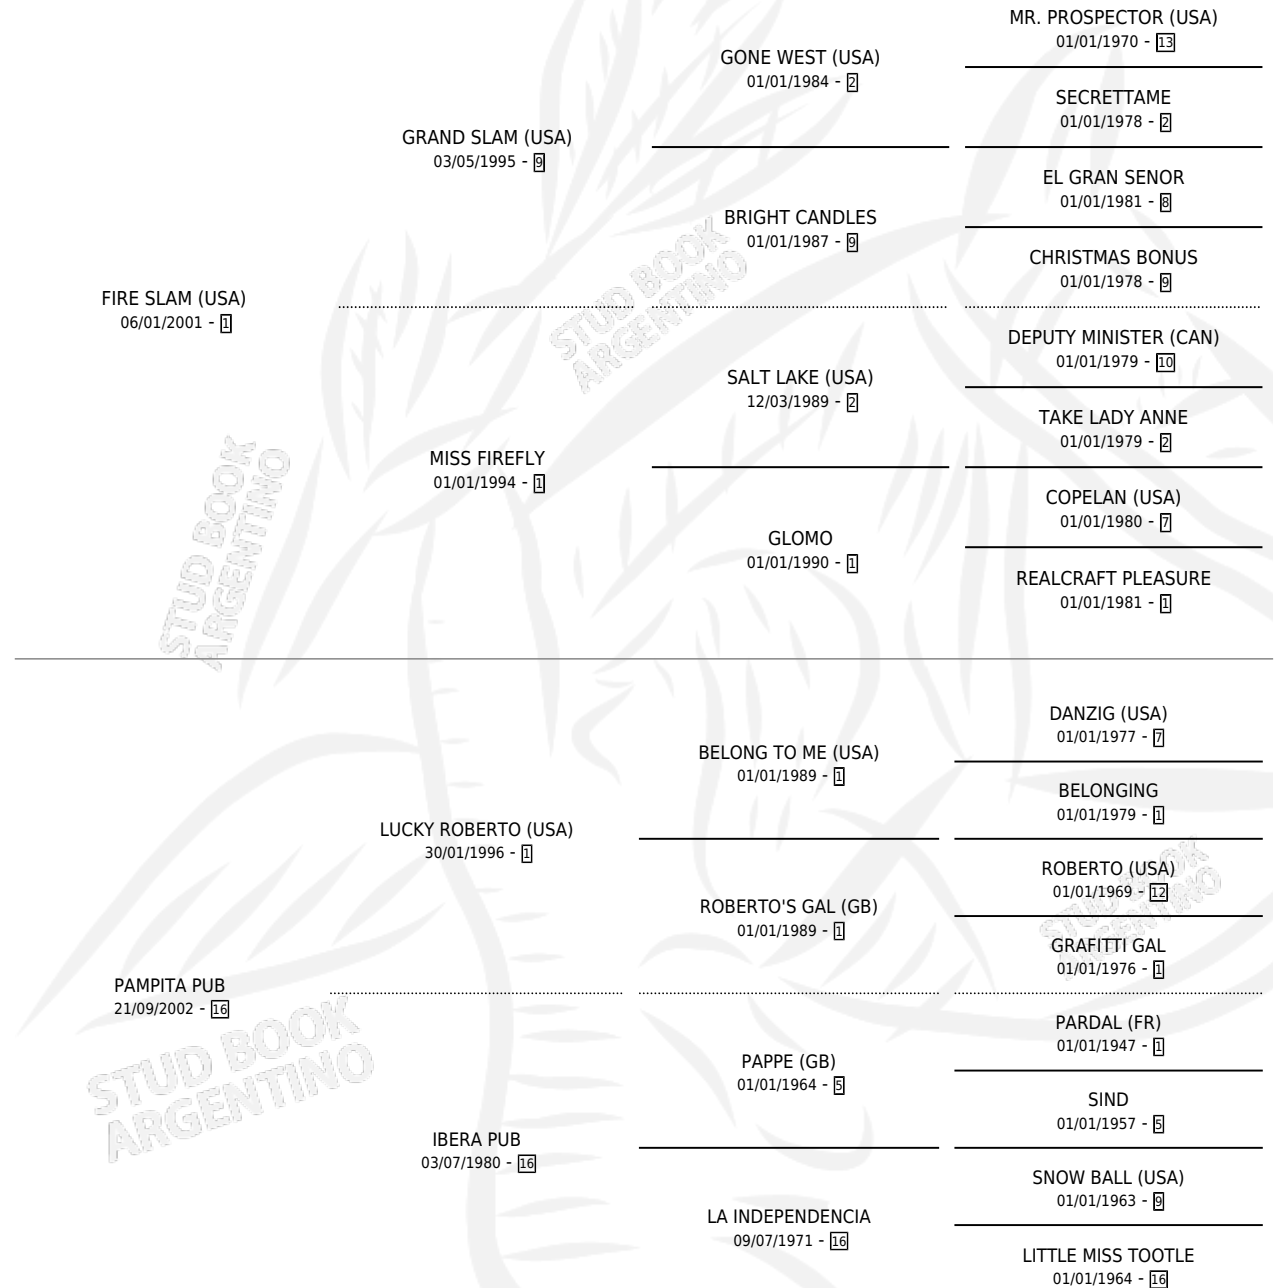 MR. PROSPECTOR (USA)
01/01/1970 - 13
GONE WEST (USA)
01/01/1984 - 2
SECRETTAME
01/01/1978 - 2
GRAND SLAM (USA)
03/05/1995 - 9
EL GRAN SENOR
01/01/1981 - 8
BRIGHT CANDLES
01/01/1987 - 9
CHRISTMAS BONUS
01/01/1978 - 9
FIRE SLAM (USA)
06/01/2001 - 1
STUD BOOK
ARGENTINO
DEPUTY MINISTER (CAN)
01/01/1979 - 10
SALT LAKE (USA)
12/03/1989 - 2
TAKE LADY ANNE
01/01/1979 - 2
MISS FIREFLY
01/01/1994 - 1
COPELAN (USA)
01/01/1980 - 7
GLOMO
01/01/1990 - 1
REALCRAFT PLEASURE
01/01/1981 - 1
STUD BOOK
ARGENTINO
DANZIG (USA)
01/01/1977 - 7
BELONG TO ME (USA)
01/01/1989 - 1
BELONGING
01/01/1979 - 1
LUCKY ROBERTO (USA)
30/01/1996 - 1
ROBERTO (USA)
01/01/1969 - 12
ROBERTO'S GAL (GB)
01/01/1989 - 1
GRAFITTI GAL
01/01/1976 - 1
STUD BOOK
ARGENTINO
PAMPITA PUB
21/09/2002 - 16
PARDAL (FR)
01/01/1947 - 1
PAPPE (GB)
01/01/1964 - 5
SIND
01/01/1957 - 5
STUD BOOK
ARGENTINO
IBERA PUB
03/07/1980 - 16
SNOW BALL (USA)
01/01/1963 - 9
LA INDEPENDENCIA
09/07/1971 - 16
LITTLE MISS TOOTLE
01/01/1964 - 16